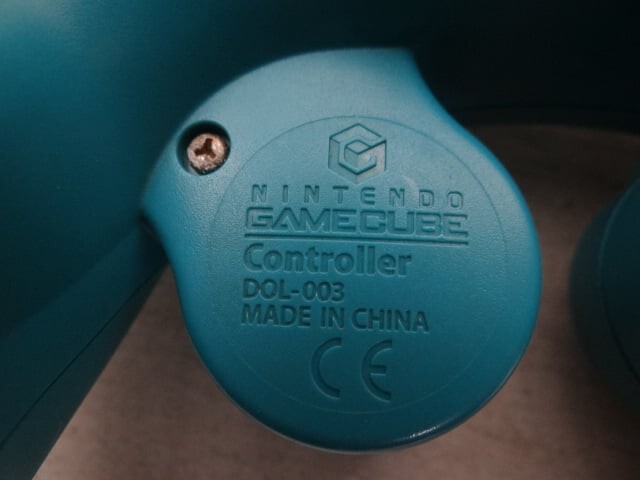 NINTENDO
GAMECUBE
Controller
DOL-003
MADE IN CHINA
CE